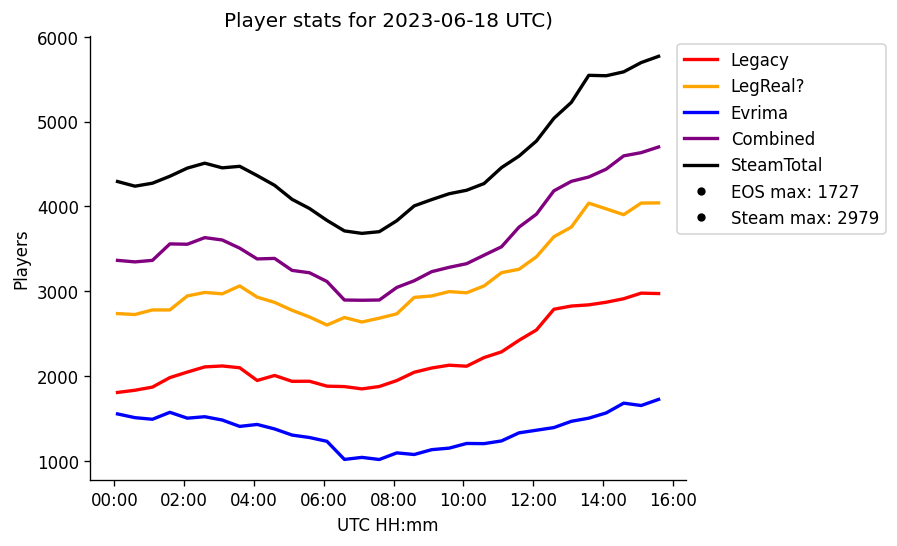 Player stats for 2023-06-18 UTC)
6000
5000
4000
3000
2000
1000
Players
00:00 02:00 04:00 06:00 08:00 10:00 12:00 14:00 16:00
UTC HH:mm
Legacy
LegReal?
Evrima
Combined
SteamTotal
EOS max: 1727
Steam max: 2979